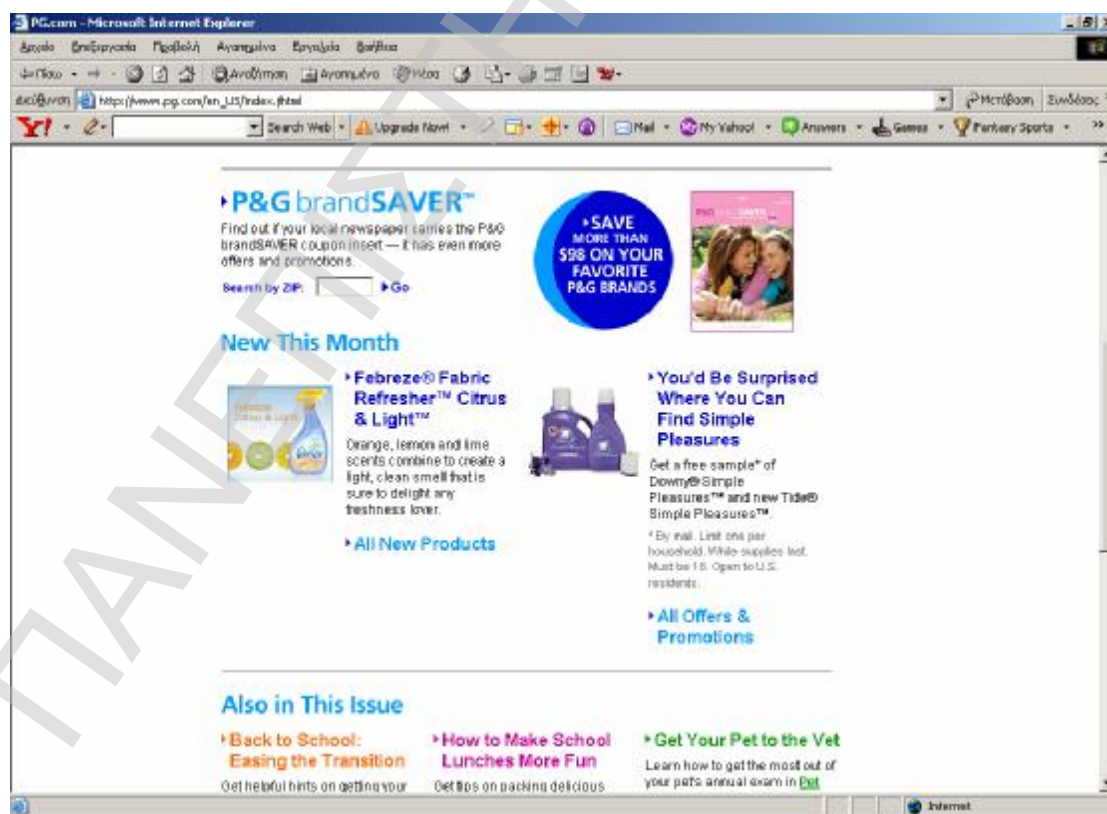 PG.com - Microsoft Internet Explorer
Αρχείο Επεξεργασία Προβολή Αγαπημένα Εργαλεία Βοήθεια
Πίσω Αναζήτηση Αγαπημένα Μέσα
Διεύθυνση http://www.pg.com/en_US/index.jhtml Μετάβαση Συνδέσεις
Y! Search Web Upgrade Now! Mail My Yahoo! Answers Games Fantasy Sports
P&G brandSAVER™
Find out if your local newspaper carries the P&G
brandSAVER coupon insert — it has even more
offers and promotions.
Search by ZIP: Go
SAVE
MORE THAN
$98 ON YOUR
FAVORITE
P&G BRANDS
New This Month
Febreze® Fabric
Refresher™ Citrus
& Light™
Orange, lemon and lime
scents combine to create a
light, clean smell that is
sure to delight any
freshness lover.
All New Products
You'd Be Surprised
Where You Can
Find Simple
Pleasures
Get a free sample* of
Downy® Simple
Pleasures™ and new Tide®
Simple Pleasures™.
* By mail. Limit one per
household. While supplies last.
Must be 18. Open to U.S.
residents.
All Offers &
Promotions
Also in This Issue
Back to School:
Easing the Transition
Get helpful hints on getting your
How to Make School
Lunches More Fun
Get tips on packing delicious
Get Your Pet to the Vet
Learn how to get the most out of
your pet's annual exam in Pet
Internet